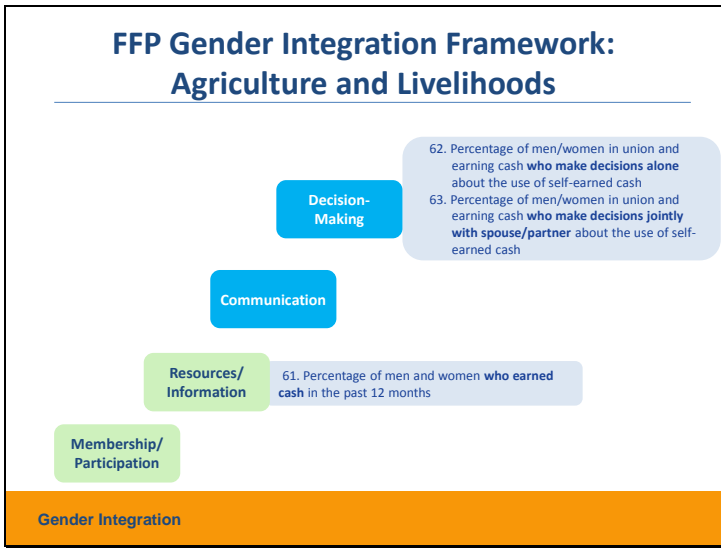 FFP Gender Integration Framework:
Agriculture and Livelihoods
62. Percentage of men/women in union and
earning cash who make decisions alone
about the use of self-earned cash
63. Percentage of men/women in union and
earning cash who make decisions jointly
with spouse/partner about the use of self-
earned cash
Decision-
Making
Communication
Resources/
Information
61. Percentage of men and women who earned
cash in the past 12 months
Membership/
Participation
Gender Integration